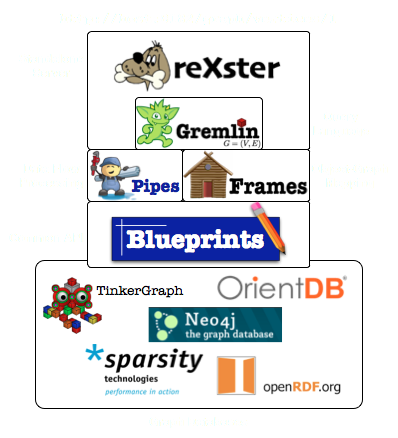 reXster
Gremlin
G = (V, E)
Pipes
Frames
Blueprints
TinkerGraph
OrientDB®
Neo4j
the graph database
*sparsity
technologies
performance in action
openRDF.org